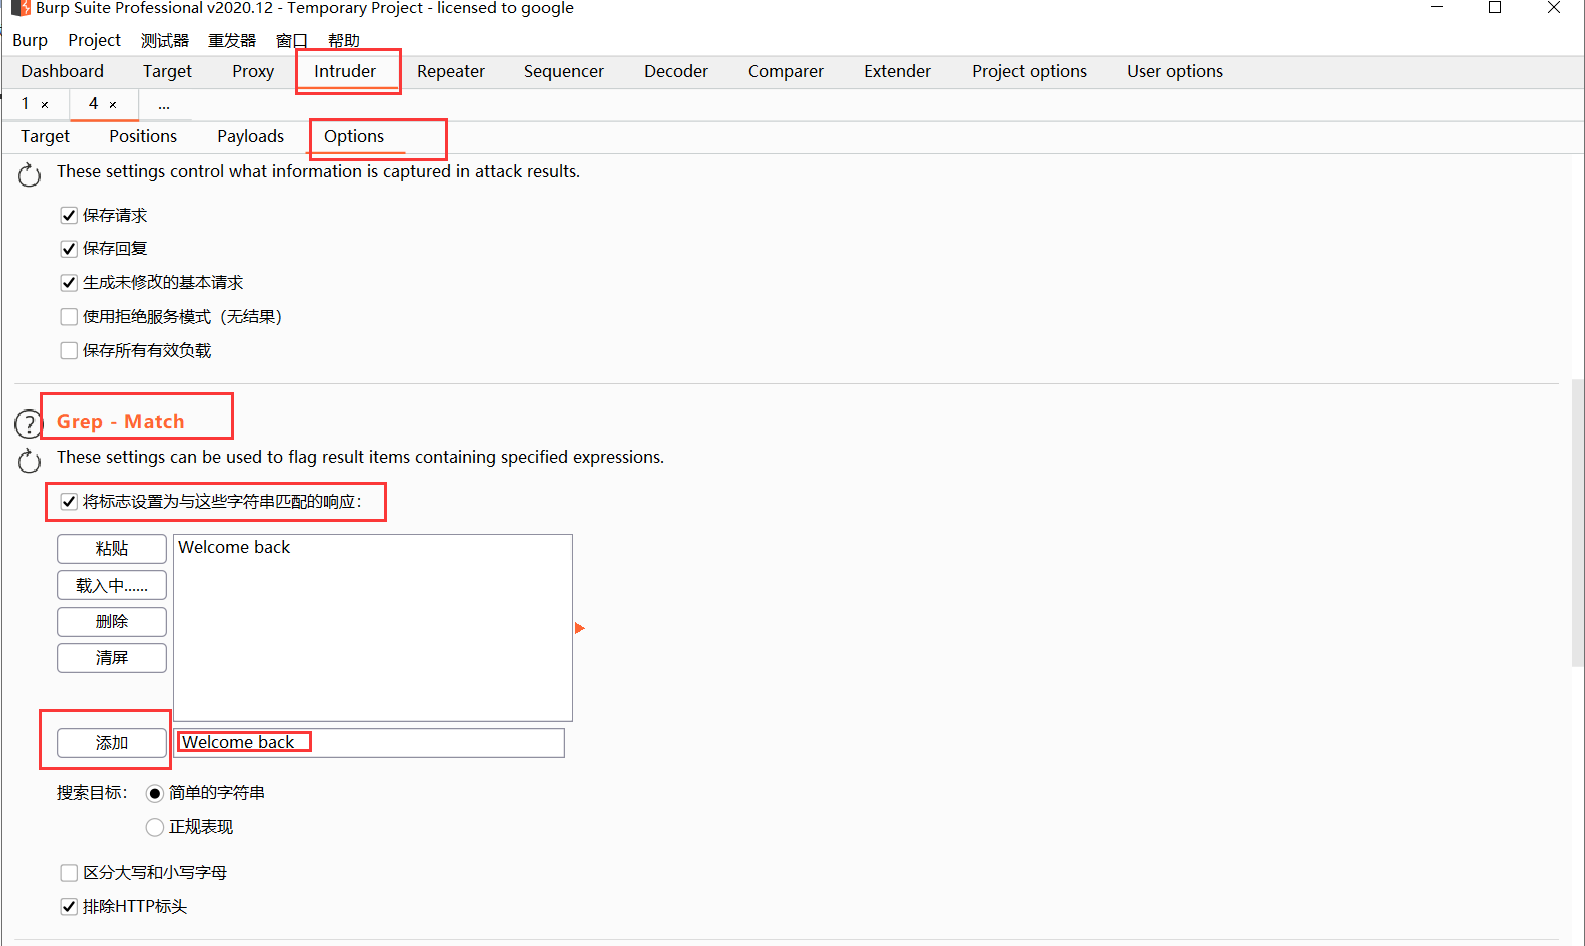 Burp Suite Professional v2020.12 - Temporary Project - licensed to google
Burp Project 测试器 重发器 窗口 帮助
Dashboard Target Proxy Intruder Repeater Sequencer Decoder Comparer Extender Project options User options
1 × 4 × ...
Target Positions Payloads Options
These settings control what information is captured in attack results.
保存请求
保存回复
生成未修改的基本请求
使用拒绝服务模式（无结果）
保存所有有效负载
? Grep - Match
These settings can be used to flag result items containing specified expressions.
将标志设置为与这些字符串匹配的响应：
粘贴 Welcome back
载入中......
删除
清屏
添加 Welcome back
搜索目标： 简单的字符串
正规表现
区分大写和小写字母
排除HTTP标头